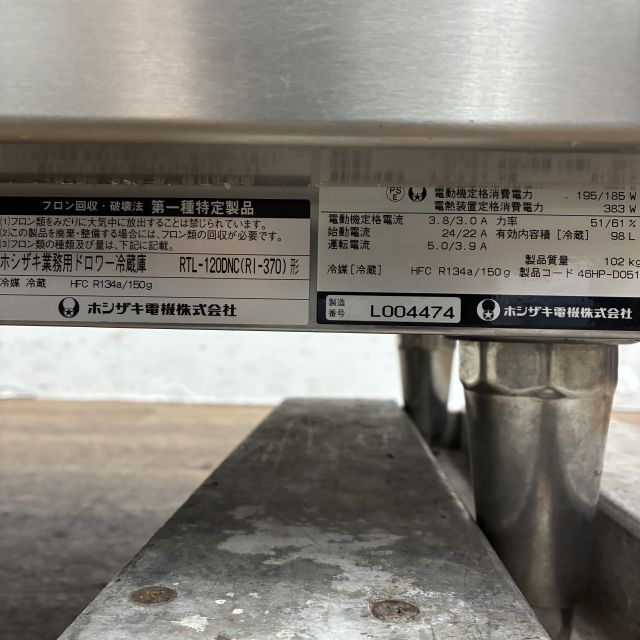 フロン回収・破壊法 第一種特定製品
(1)フロン類をみだりに大気中に放出することは禁じられています。
(2)この製品を廃棄・整備する場合には、フロン類の回収が必要です。
(3)フロン類の種類及び量は、下記に記載。
ホシザキ業務用ドロワー冷蔵庫 RTL-120DNC(RI-370)形
冷媒 冷蔵 HFC R134a/150g
ホシザキ電機株式会社
PS E 電動機定格消費電力 195/185 W
電熱装置定格消費電力 383 W
電動機定格電流 3.8/3.0 A 力率 51/61%
始動電流 24/22 A 有効内容積 [冷蔵] 98L
運転電流 5.0/3.9 A
製品質量 102 kg
冷媒 [冷蔵] HFC R134a/150g 製品コード 46HP-D051
製造番号 L004474 ホシザキ電機株式会社